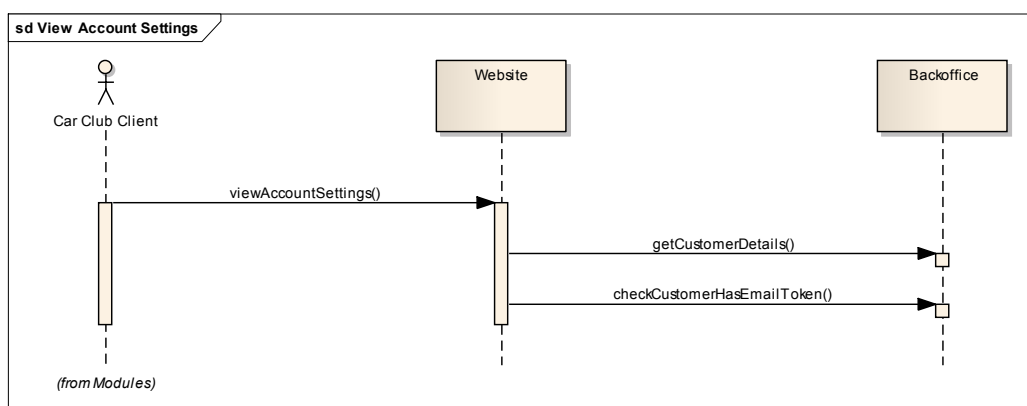 sd View Account Settings
Car Club Client
Website
Backoffice
viewAccountSettings()
getCustomerDetails()
checkCustomerHasEmailToken()
(from Modules)